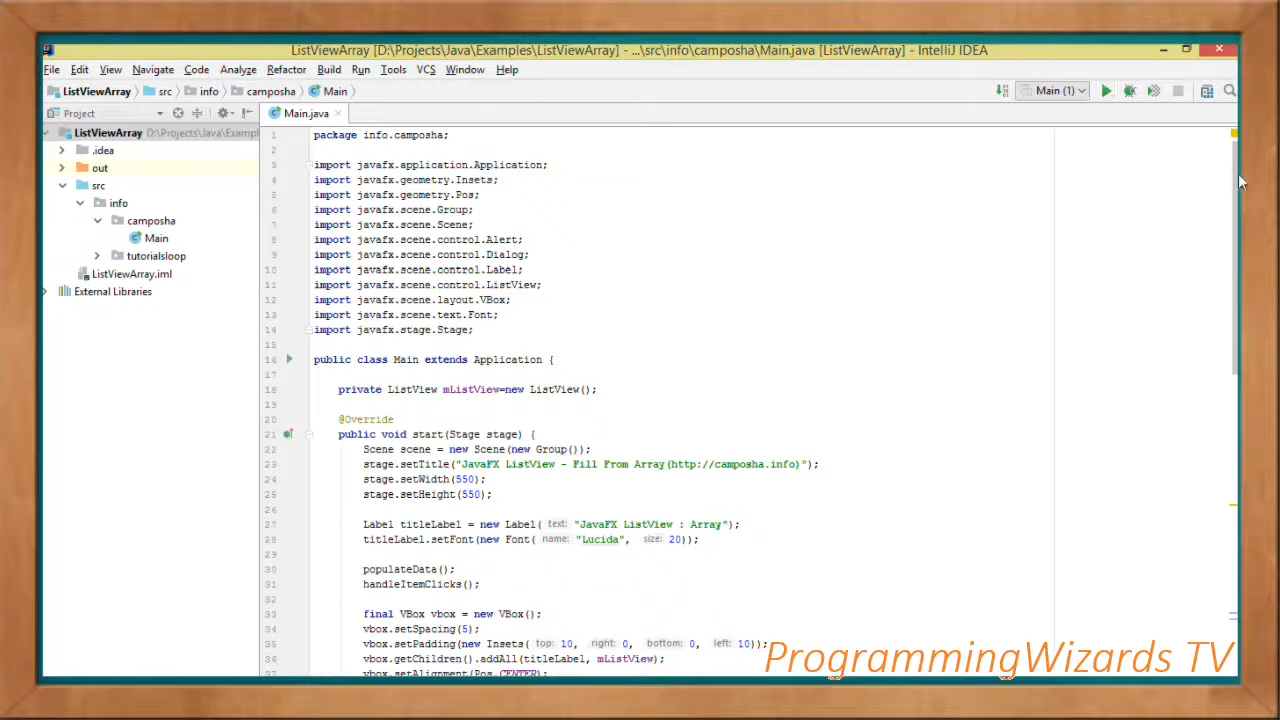 ListViewArray [D:\Projects\Java\Examples\ListViewArray] - ...\src\info\camposha\Main.java [ListViewArray] - IntelliJ IDEA
File Edit View Navigate Code Analyze Refactor Build Run Tools VCS Window Help
ListViewArray src info camposha Main Main (1)
Project
Main.java
ListViewArray D:\Projects\Java\Exampl
.idea
out
src
info
camposha
Main
tutorialsloop
ListViewArray.iml
External Libraries
1 package info.camposha;
2
3 import javafx.application.Application;
4 import javafx.geometry.Insets;
5 import javafx.geometry.Pos;
6 import javafx.scene.Group;
7 import javafx.scene.Scene;
8 import javafx.scene.control.Alert;
9 import javafx.scene.control.Dialog;
10 import javafx.scene.control.Label;
11 import javafx.scene.control.ListView;
12 import javafx.scene.layout.VBox;
13 import javafx.scene.text.Font;
14 import javafx.stage.Stage;
15
16 public class Main extends Application {
17
18 private ListView mListView=new ListView();
19
20 @Override
21 public void start(Stage stage) {
22 Scene scene = new Scene(new Group());
23 stage.setTitle("JavaFX ListView - Fill From Array(http://camposha.info)");
24 stage.setWidth(550);
25 stage.setHeight(550);
26
27 Label titleLabel = new Label( text: "JavaFX ListView : Array");
28 titleLabel.setFont(new Font( name: "Lucida", size: 20));
29
30 populateData();
31 handleItemClicks();
32
33 final VBox vbox = new VBox();
34 vbox.setSpacing(5);
35 vbox.setPadding(new Insets( top: 10, right: 0, bottom: 0, left: 10));
36 vbox.getChildren().addAll(titleLabel, mListView);
37 vbox.setAlignment(Pos.CENTER);
ProgrammingWizards TV